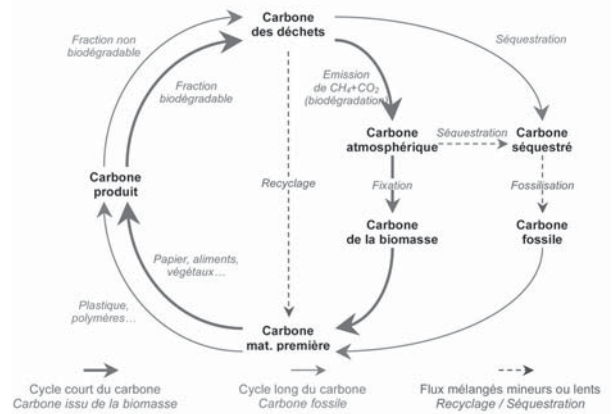 Carbone
des déchets
Fraction non
biodégradable
Séquestration
Fraction
biodégradable
Emission
de CH₄+CO₂
(biodégradation)
Carbone
atmosphérique
Séquestration
Carbone
séquestré
Carbone
produit
Recyclage
Fixation
Fossilisation
Carbone
de la biomasse
Carbone
fossile
Papier, aliments,
végétaux…
Plastique,
polymères…
Carbone
mat. première
Cycle court du carbone
Carbone issu de la biomasse
Cycle long du carbone
Carbone fossile
Flux mélangés mineurs ou lents
Recyclage / Séquestration